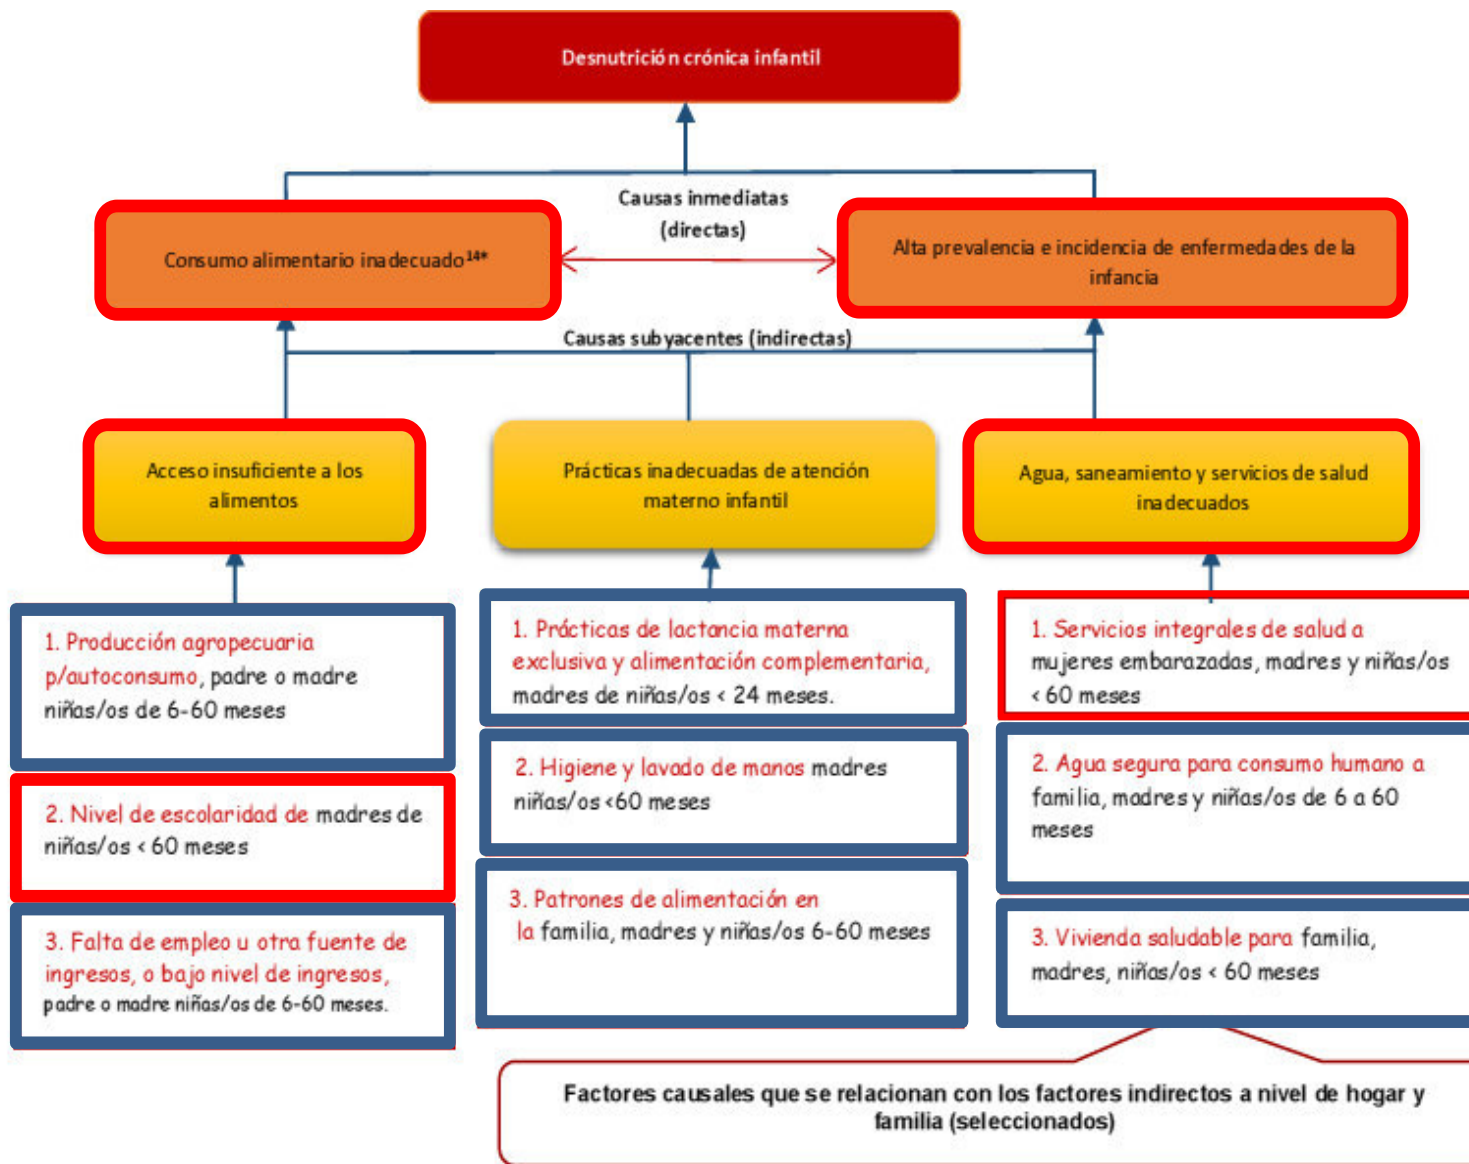 Desnutrición crónica infantil
Causas inmediatas
(directas)
Consumo alimentario inadecuado¹⁴*
Alta prevalencia e incidencia de enfermedades de la
infancia
Causas subyacentes (indirectas)
Acceso insuficiente a los
alimentos
Prácticas inadecuadas de atención
materno infantil
Agua, saneamiento y servicios de salud
inadecuados
1. Producción agropecuaria
p/autoconsumo, padre o madre
niñas/os de 6-60 meses
2. Nivel de escolaridad de madres de
niñas/os < 60 meses
3. Falta de empleo u otra fuente de
ingresos, o bajo nivel de ingresos,
padre o madre niñas/os de 6-60 meses.
1. Prácticas de lactancia materna
exclusiva y alimentación complementaria,
madres de niñas/os < 24 meses.
2. Higiene y lavado de manos madres
niñas/os <60 meses
3. Patrones de alimentación en
la familia, madres y niñas/os 6-60 meses
1. Servicios integrales de salud a
mujeres embarazadas, madres y niñas/os
< 60 meses
2. Agua segura para consumo humano a
familia, madres y niñas/os de 6 a 60
meses
3. Vivienda saludable para familia,
madres, niñas/os < 60 meses
Factores causales que se relacionan con los factores indirectos a nivel de hogar y
familia (seleccionados)